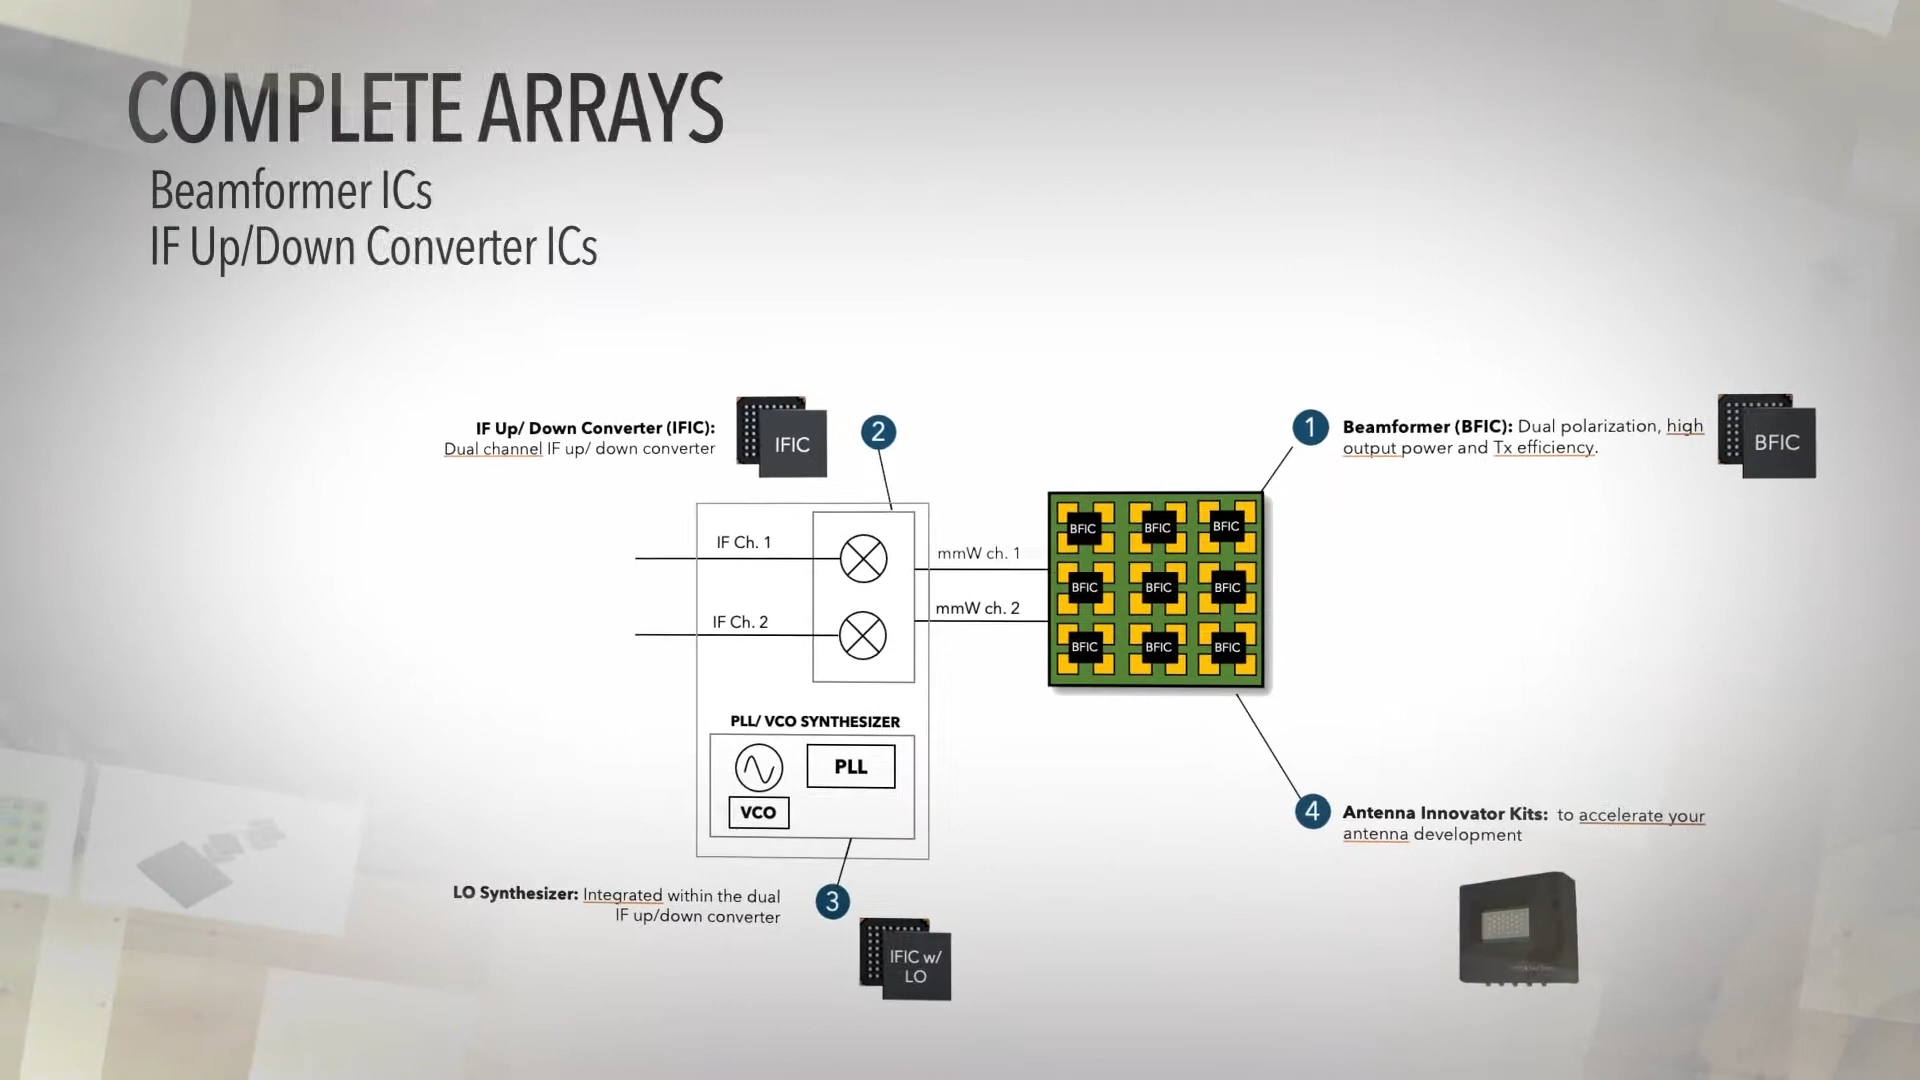 COMPLETE ARRAYS
Beamformer ICs
IF Up/Down Converter ICs
IF Up/ Down Converter (IFIC):
Dual channel IF up/ down converter
IFIC
2
1
Beamformer (BFIC): Dual polarization, high
output power and Tx efficiency.
BFIC
IF Ch. 1
IF Ch. 2
mmW ch. 1
mmW ch. 2
BFIC BFIC BFIC
BFIC BFIC BFIC
BFIC BFIC BFIC
PLL/ VCO SYNTHESIZER
PLL
VCO
LO Synthesizer: Integrated within the dual
IF up/down converter
3
IFIC w/
LO
4
Antenna Innovator Kits: to accelerate your
antenna development